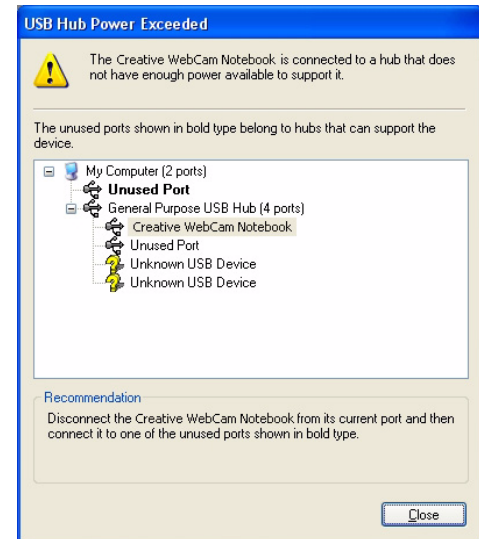 USB Hub Power Exceeded
The Creative WebCam Notebook is connected to a hub that does
not have enough power available to support it.
The unused ports shown in bold type belong to hubs that can support the
device.
My Computer (2 ports)
Unused Port
General Purpose USB Hub (4 ports)
Creative WebCam Notebook
Unused Port
Unknown USB Device
Unknown USB Device
Recommendation
Disconnect the Creative WebCam Notebook from its current port and then
connect it to one of the unused ports shown in bold type.
Close